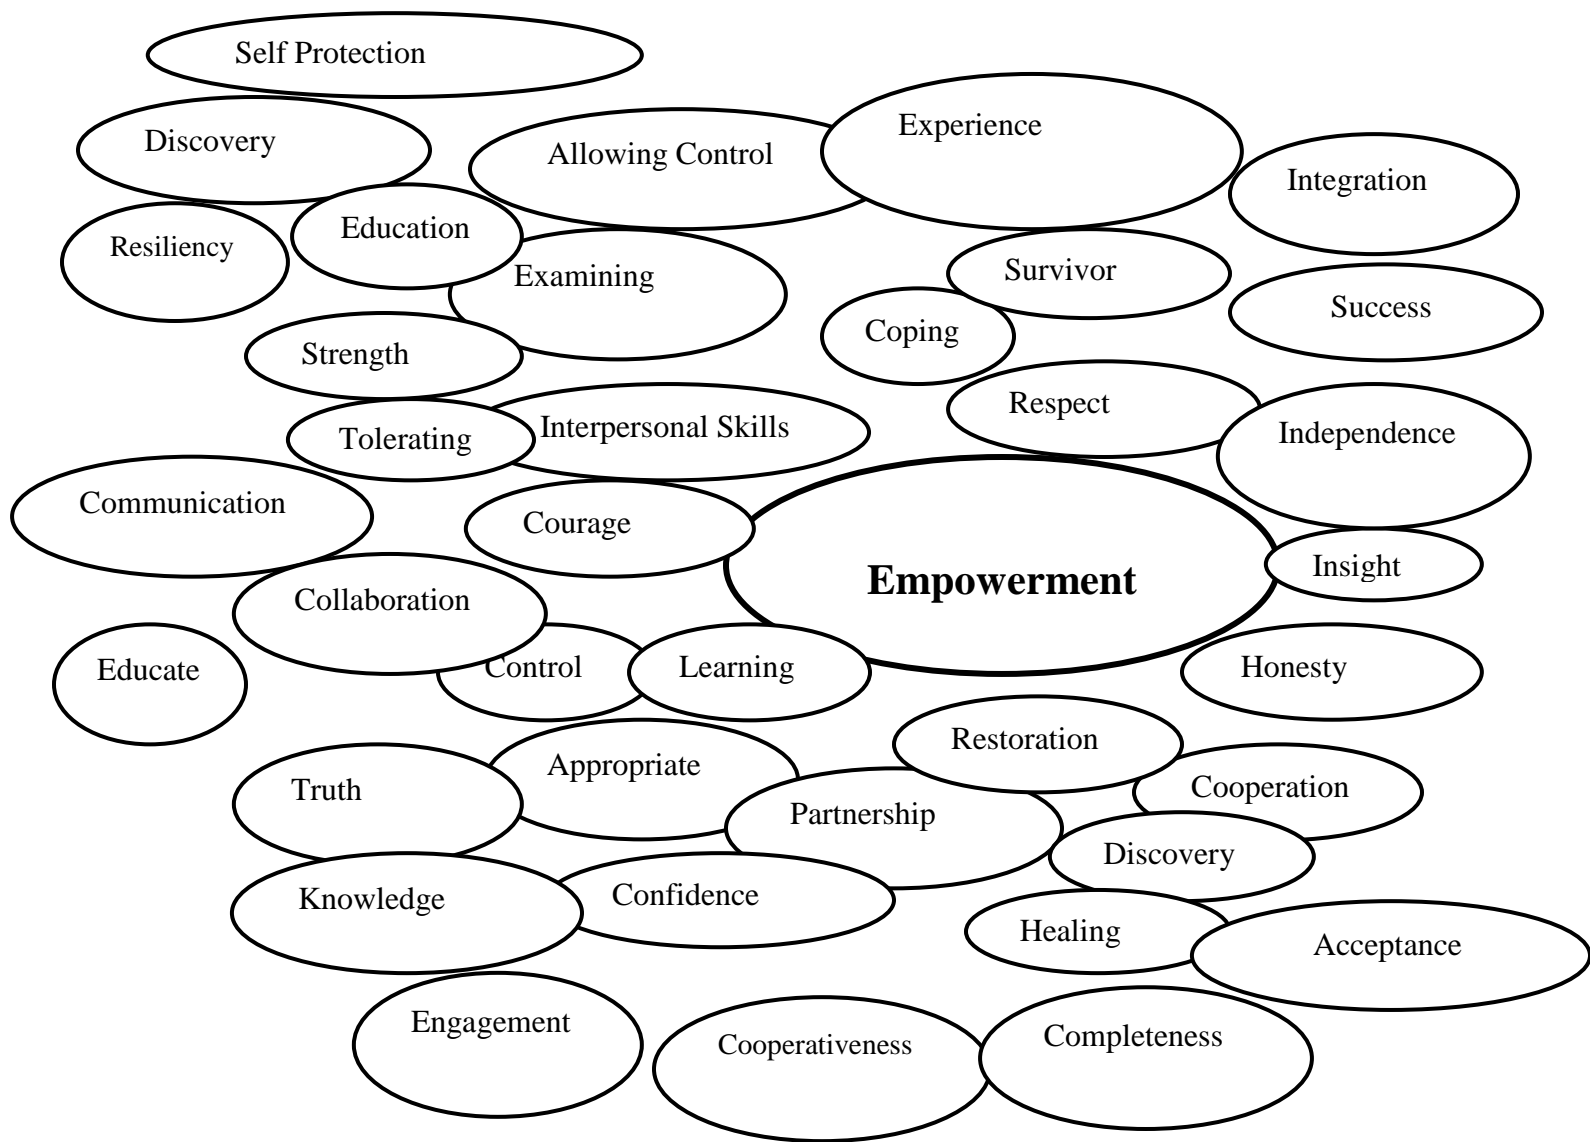 Self Protection
Experience
Discovery
Allowing Control
Integration
Education
Resiliency
Examining
Survivor
Success
Coping
Strength
Respect
Interpersonal Skills
Independence
Tolerating
Communication
Courage
Insight
Empowerment
Collaboration
Educate
Control
Learning
Honesty
Restoration
Appropriate
Cooperation
Truth
Partnership
Discovery
Confidence
Knowledge
Healing
Acceptance
Engagement
Completeness
Cooperativeness